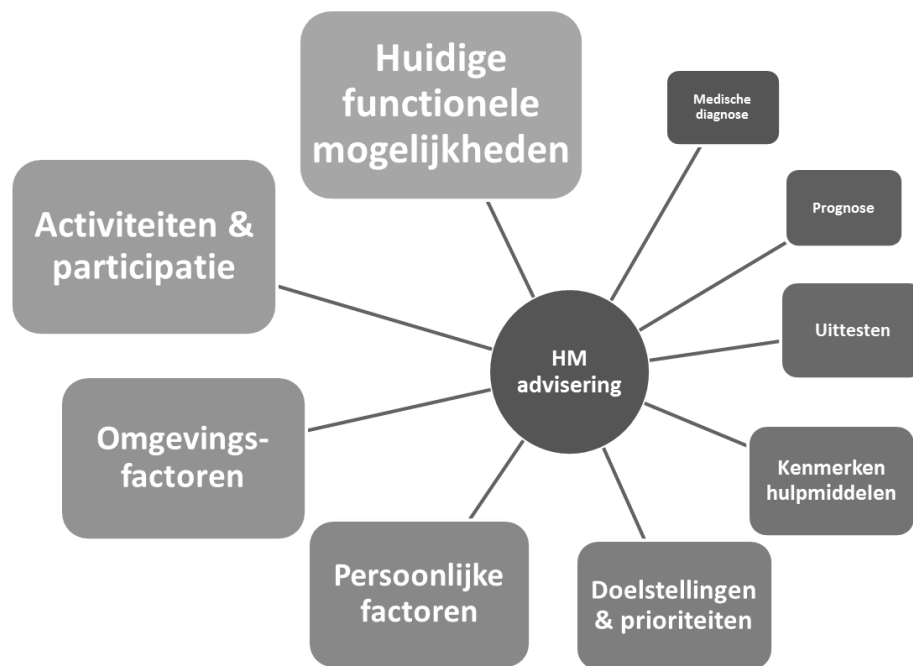 Huidige
functionele
mogelijkheden
Medische
diagnose
Prognose
Uittesten
Kenmerken
hulpmiddelen
Doelstellingen
& prioriteiten
Persoonlijke
factoren
Omgevings-
factoren
Activiteiten &
participatie
HM
advisering